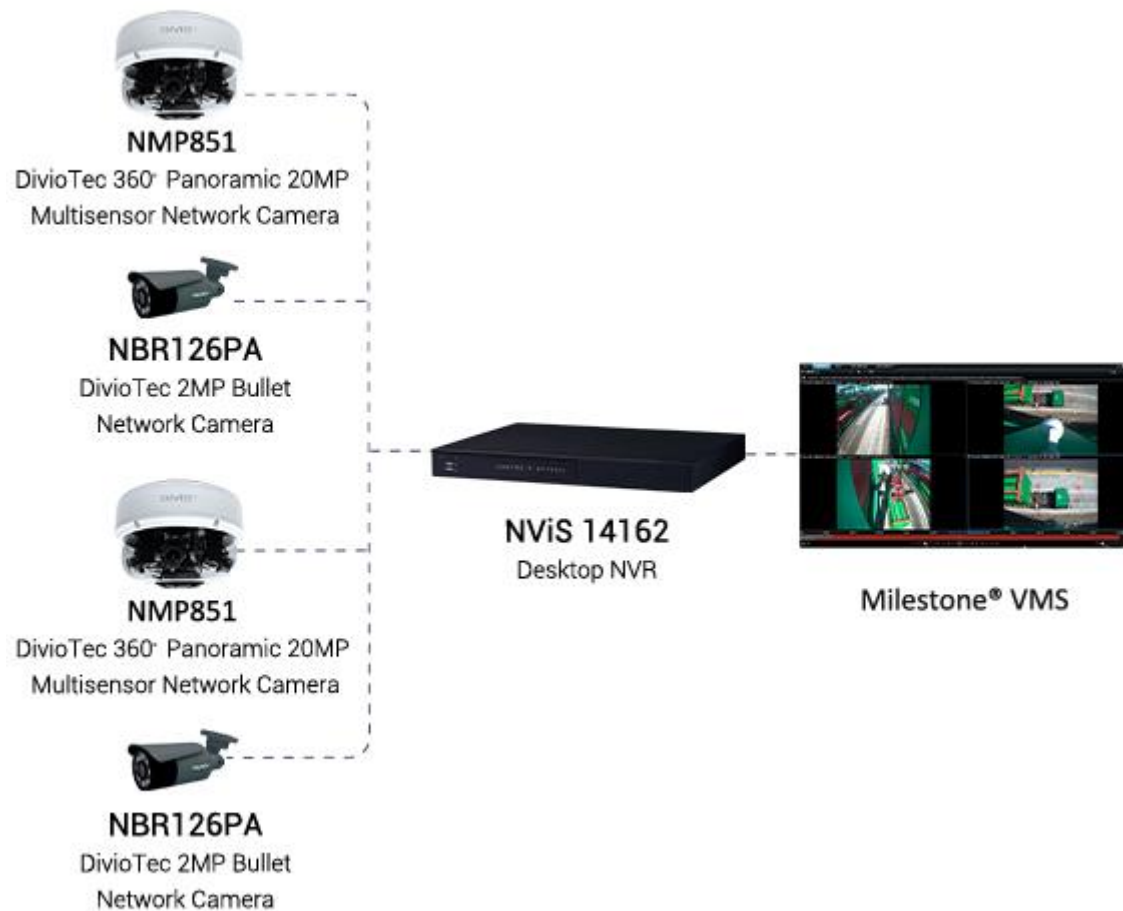 NMP851
DivioTec 360° Panoramic 20MP
Multisensor Network Camera
NBR126PA
DivioTec 2MP Bullet
Network Camera
NViS 14162
Desktop NVR
Milestone® VMS
NMP851
DivioTec 360° Panoramic 20MP
Multisensor Network Camera
NBR126PA
DivioTec 2MP Bullet
Network Camera